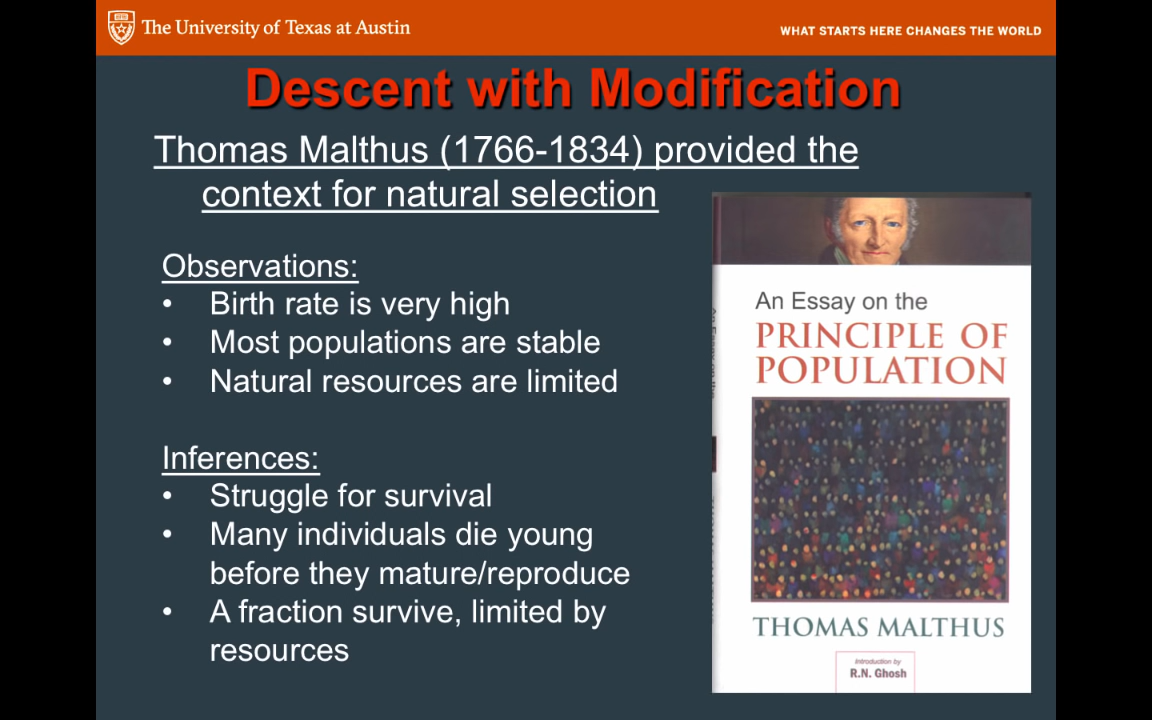 The University of Texas at Austin
WHAT STARTS HERE CHANGES THE WORLD
Descent with Modification
Thomas Malthus (1766-1834) provided the
context for natural selection
Observations:
• Birth rate is very high
• Most populations are stable
• Natural resources are limited
Inferences:
• Struggle for survival
• Many individuals die young
before they mature/reproduce
• A fraction survive, limited by
resources
An Essay on the
PRINCIPLE OF
POPULATION
THOMAS MALTHUS
Introduction by
R.N. Ghosh